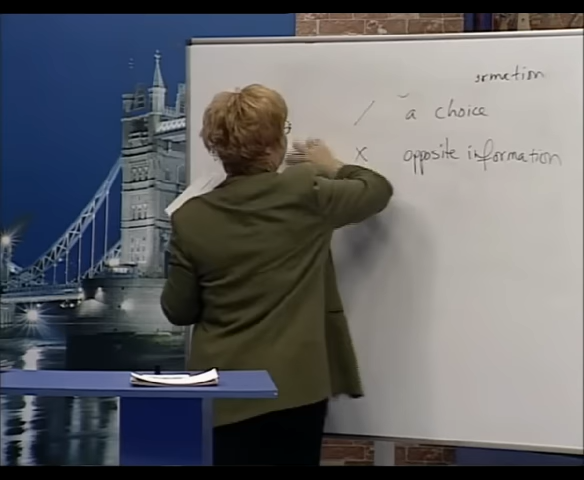 ormation
/ a choice
x opposite information